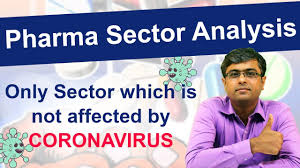 Pharma Sector Analysis
Only Sector which is
not affected by
CORONAVIRUS